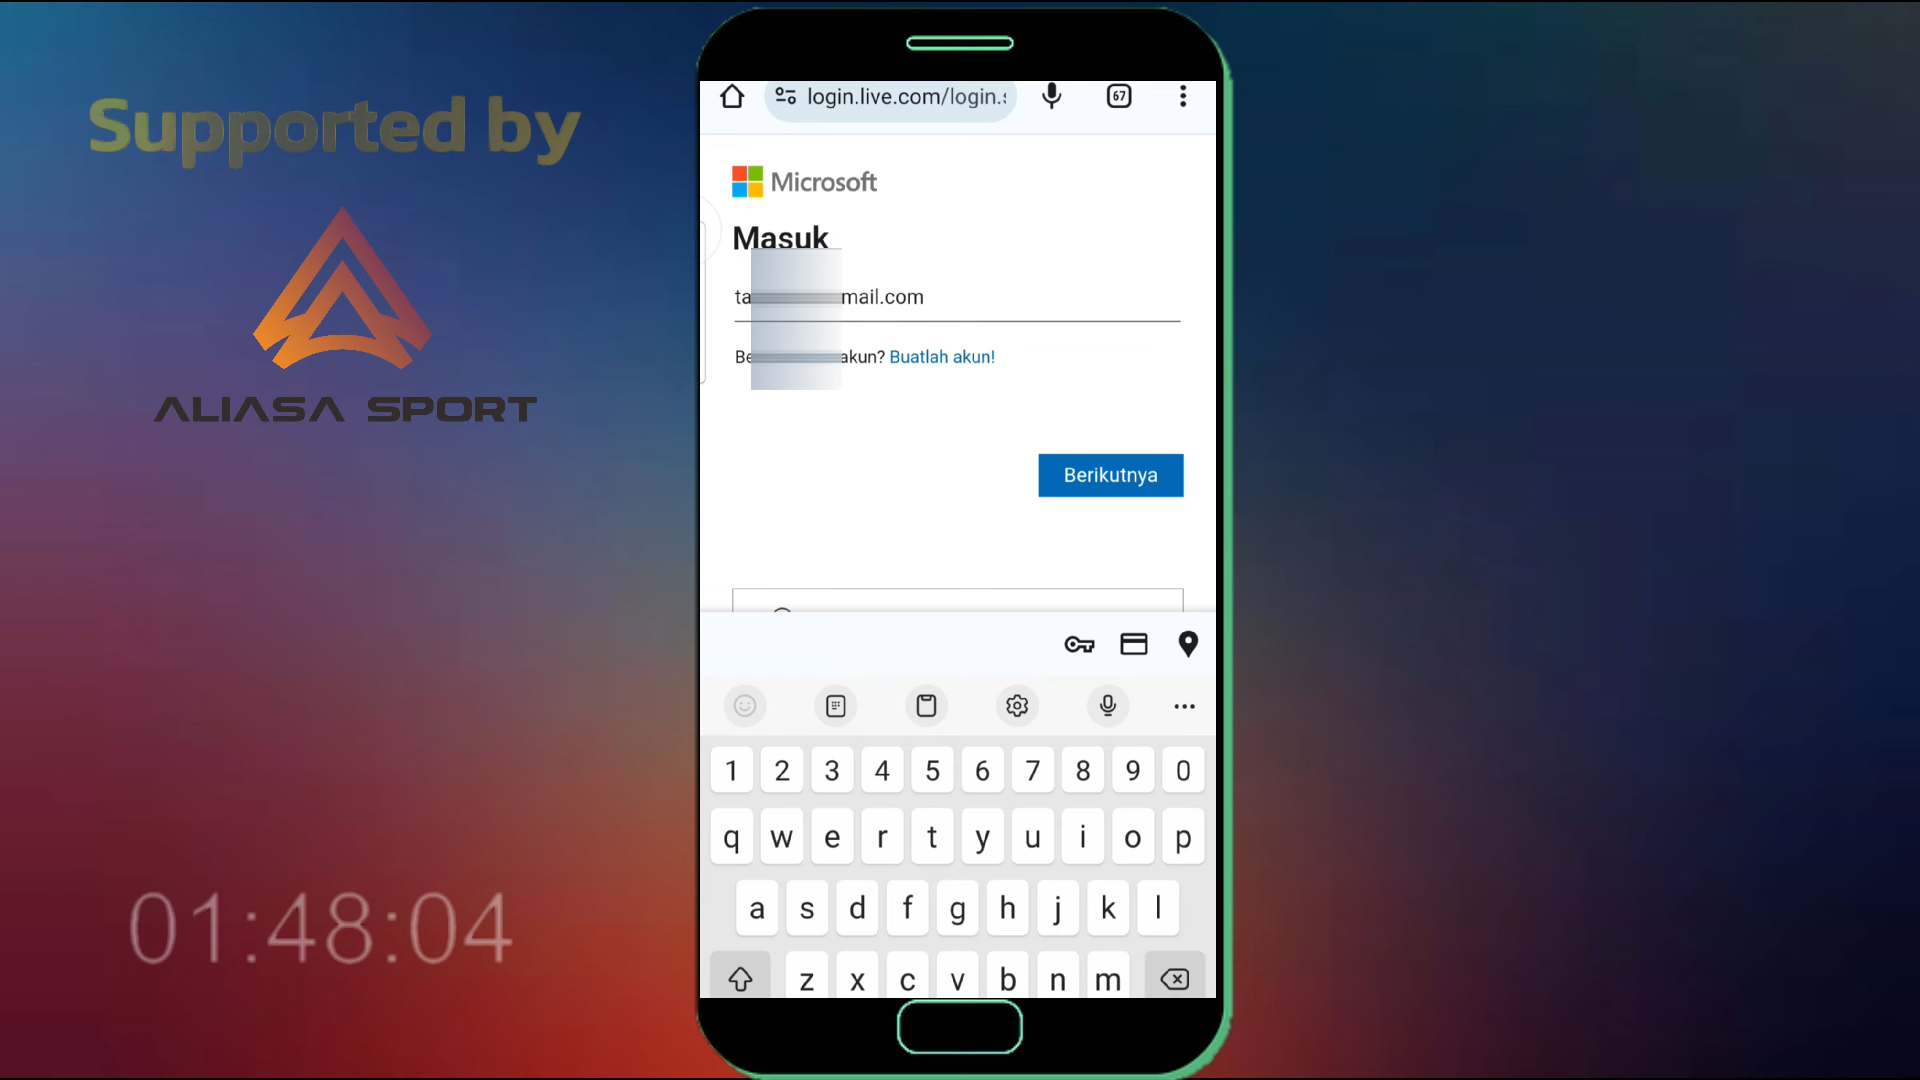 Supported by
ALIASA SPORT
01:48:04
login.live.com/login.
67
Microsoft
Masuk
ta mail.com
akun? Buatlah akun!
Berikutnya
1 2 3 4 5 6 7 8 9 0
q w e r t y u i o p
a s d f g h j k l
z x c v b n m